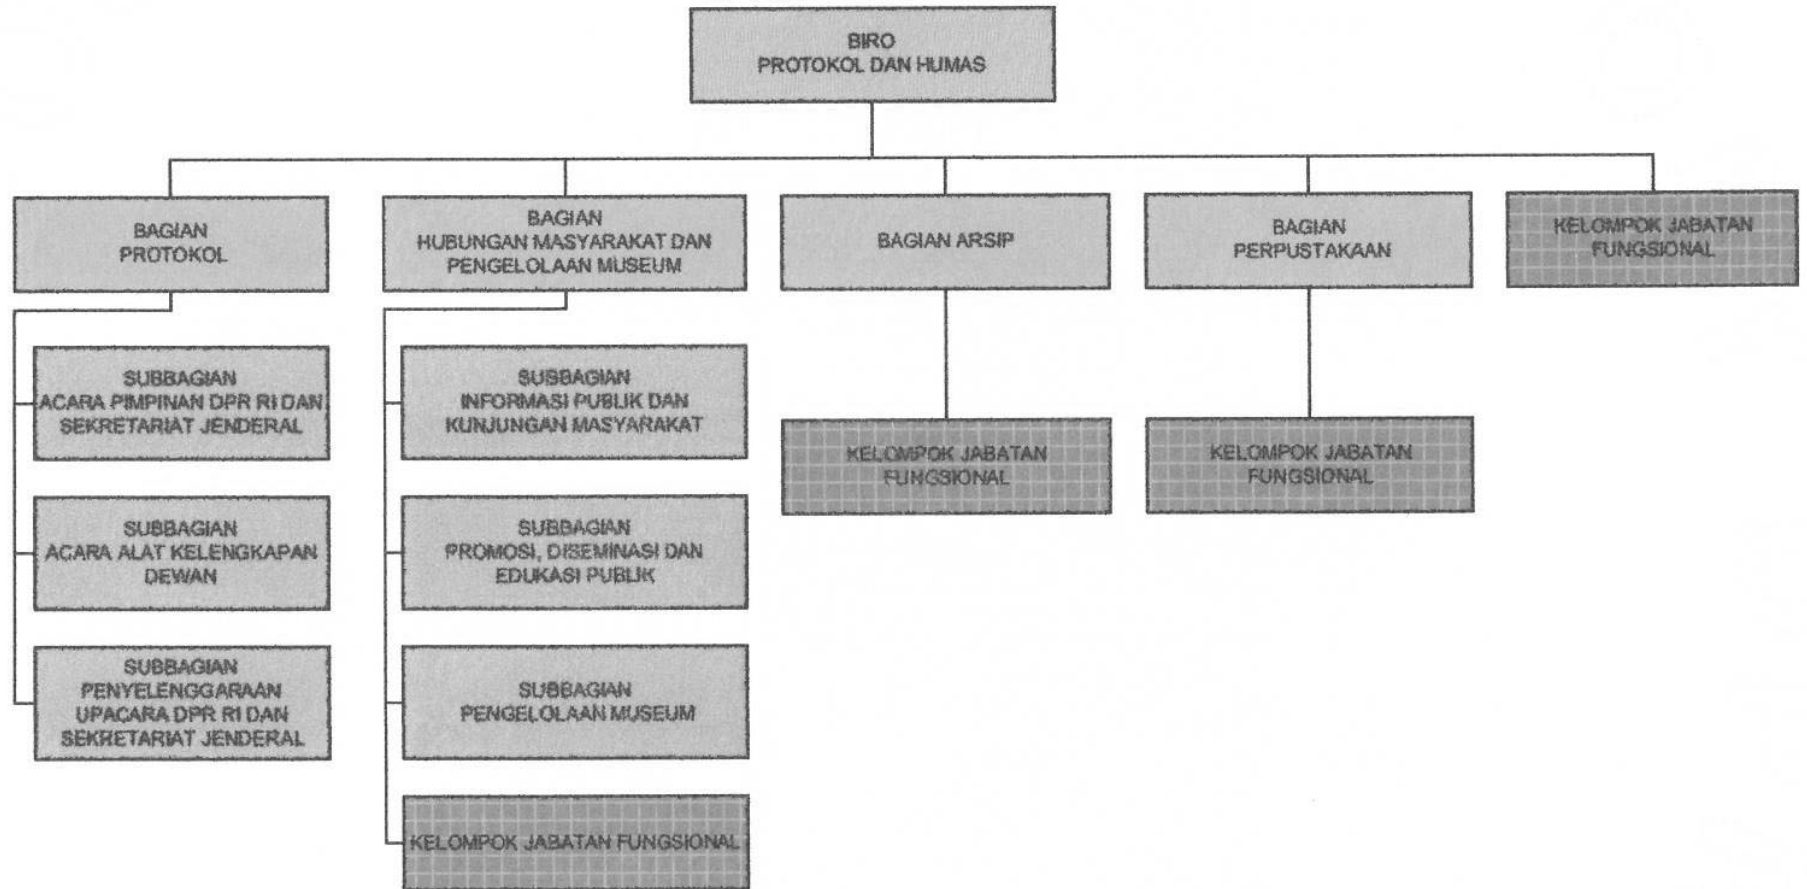 BIRO
PROTOKOL DAN HUMAS
BAGIAN
PROTOKOL
BAGIAN
HUBUNGAN MASYARAKAT DAN
PENGELOLAAN MUSEUM
BAGIAN ARSIP
BAGIAN
PERPUSTAKAAN
KELOMPOK JABATAN
FUNGSIONAL
SUBBAGIAN
ACARA PIMPINAN DPR RI DAN
SEKRETARIAT JENDERAL
SUBBAGIAN
ACARA ALAT KELENGKAPAN
DEWAN
SUBBAGIAN
PENYELENGGARAAN
UPACARA DPR RI DAN
SEKRETARIAT JENDERAL
SUBBAGIAN
INFORMASI PUBLIK DAN
KUNJUNGAN MASYARAKAT
SUBBAGIAN
PROMOSI, DISEMINASI DAN
EDUKASI PUBLIK
SUBBAGIAN
PENGELOLAAN MUSEUM
KELOMPOK JABATAN FUNGSIONAL
KELOMPOK JABATAN
FUNGSIONAL
KELOMPOK JABATAN
FUNGSIONAL